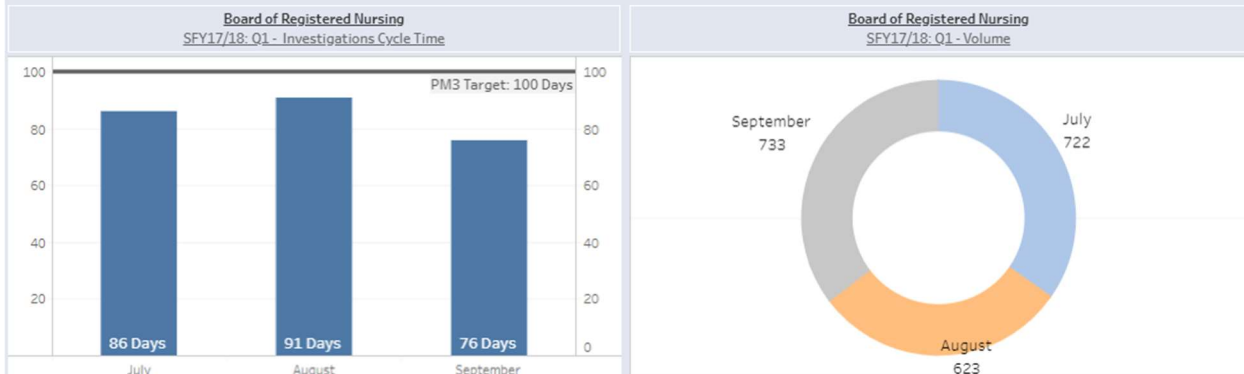 Board of Registered Nursing
SFY17/18: Q1 - Investigations Cycle Time
100
80
60
40
20
PM3 Target: 100 Days
100
80
60
40
20
0
86 Days
91 Days
76 Days
July
August
September
Board of Registered Nursing
SFY17/18: Q1 - Volume
September
733
July
722
August
623